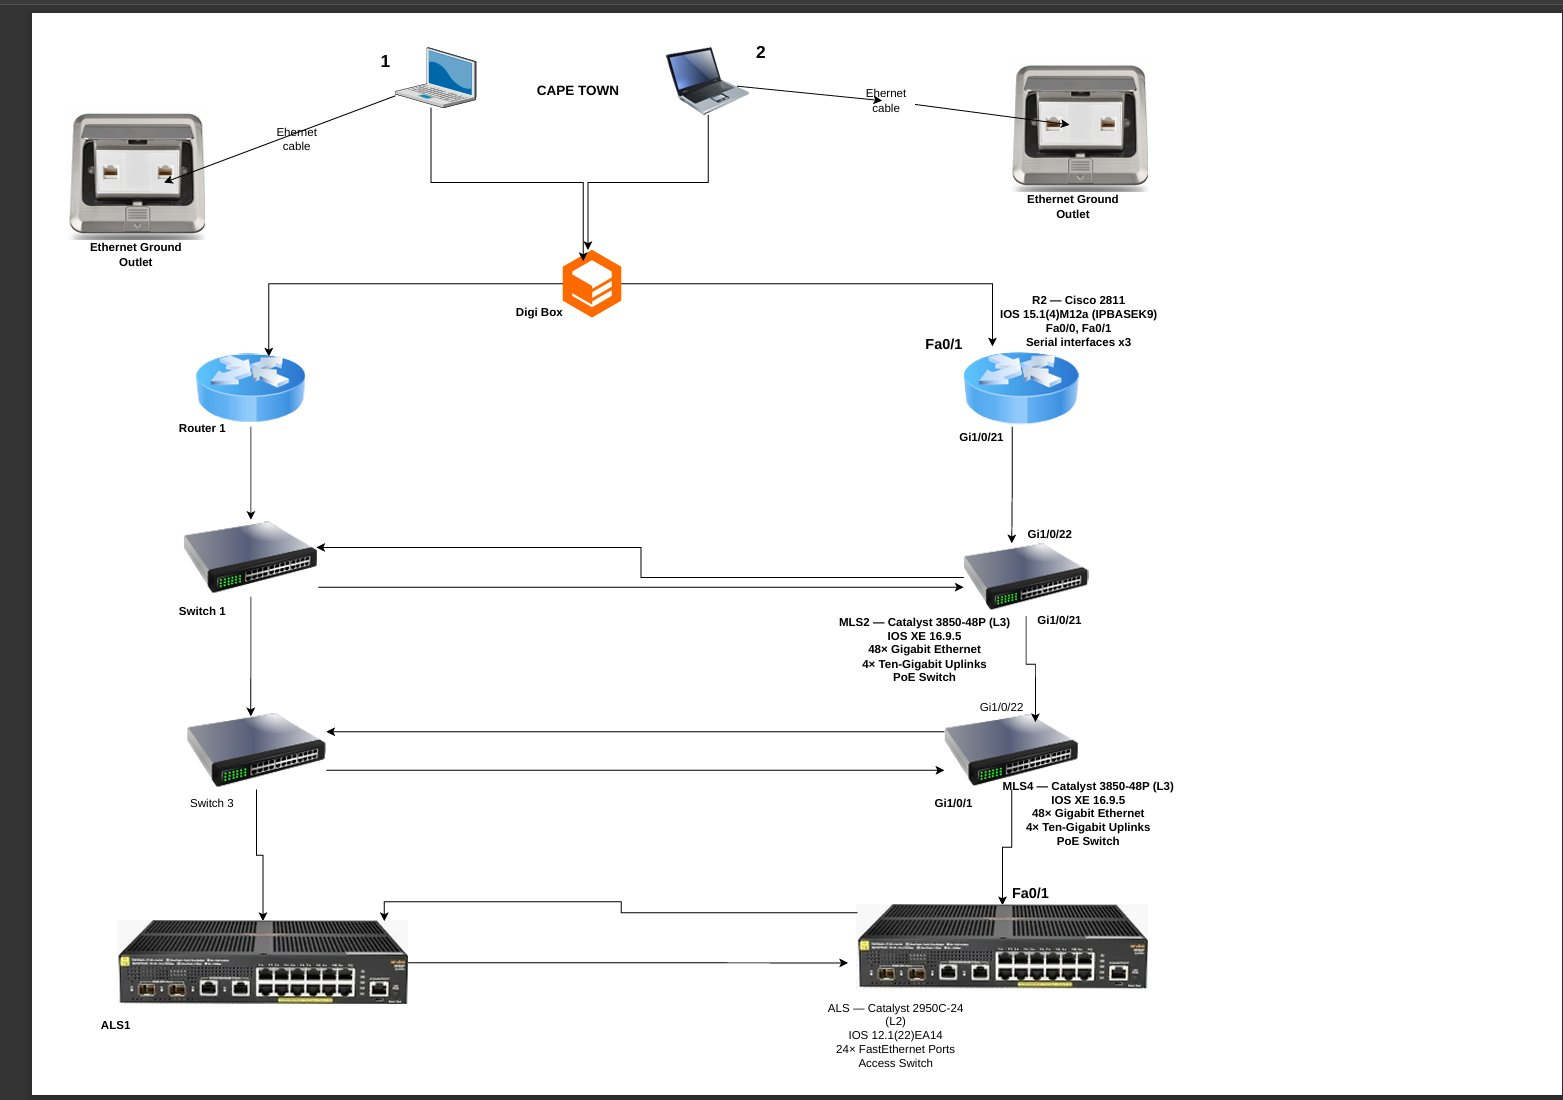 1
2
CAPE TOWN
Ehernet
cable
Ehernet
cable
Ethernet Ground
Outlet
Ethernet Ground
Outlet
Digi Box
R2 — Cisco 2811
IOS 15.1(4)M12a (IPBASEK9)
Fa0/0, Fa0/1
Serial interfaces x3
Fa0/1
Router 1
Gi1/0/21
Gi1/0/22
Switch 1
Gi1/0/21
MLS2 — Catalyst 3850-48P (L3)
IOS XE 16.9.5
48× Gigabit Ethernet
4× Ten-Gigabit Uplinks
PoE Switch
Gi1/0/22
Switch 3
Gi1/0/1
MLS4 — Catalyst 3850-48P (L3)
IOS XE 16.9.5
48× Gigabit Ethernet
4× Ten-Gigabit Uplinks
PoE Switch
Fa0/1
ALS1
ALS — Catalyst 2950C-24
(L2)
IOS 12.1(22)EA14
24× FastEthernet Ports
Access Switch